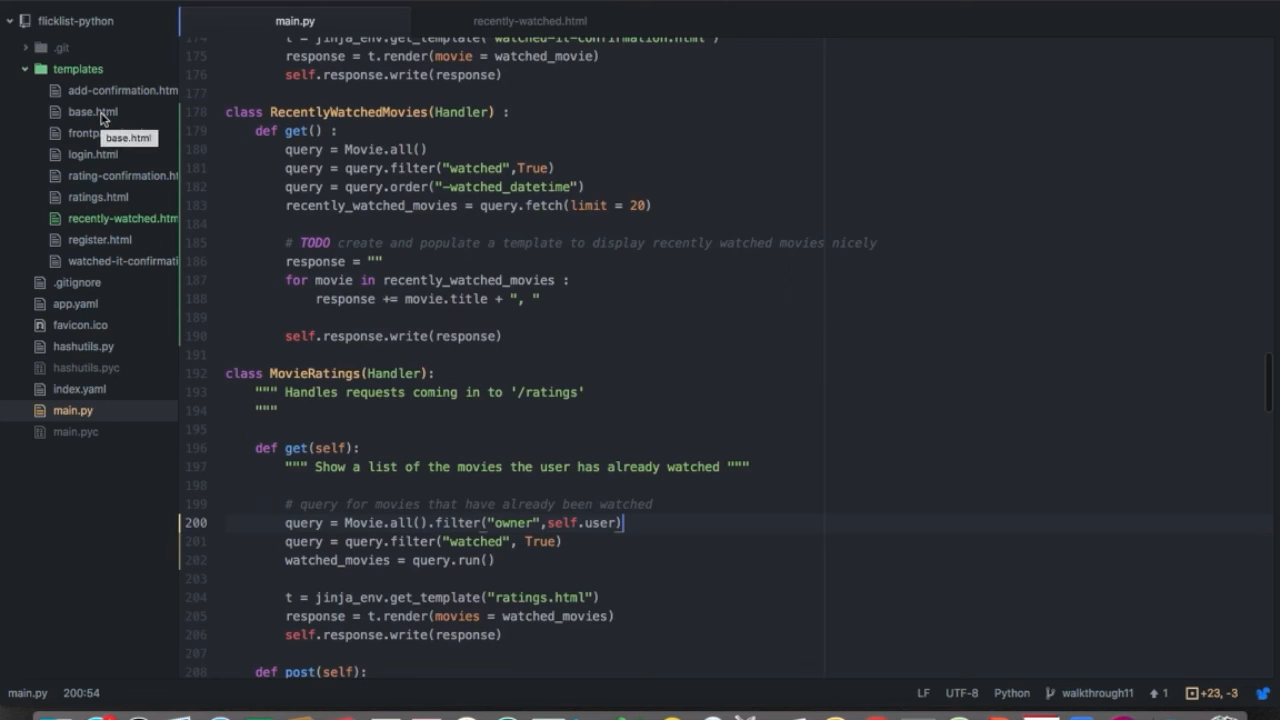 flicklist-python
.git
templates
add-confirmation.htm
base.html
frontp
base.html
login.html
rating-confirmation.ht
ratings.html
recently-watched.htm
register.html
watched-it-confirmati
.gitignore
app.yaml
favicon.ico
hashutils.py
hashutils.pyc
index.yaml
main.py
main.pyc
main.py
recently-watched.html
174 t = jinja_env.get_template("watched-it-confirmation.html")
175 response = t.render(movie = watched_movie)
176 self.response.write(response)
177
178 class RecentlyWatchedMovies(Handler) :
179 def get() :
180 query = Movie.all()
181 query = query.filter("watched",True)
182 query = query.order("-watched_datetime")
183 recently_watched_movies = query.fetch(limit = 20)
184
185 # TODO create and populate a template to display recently watched movies nicely
186 response = ""
187 for movie in recently_watched_movies :
188 response += movie.title + ", "
190 self.response.write(response)
191
192 class MovieRatings(Handler):
193 """ Handles requests coming in to '/ratings'
194 """
195
196 def get(self):
197 """ Show a list of the movies the user has already watched """
198
199 # query for movies that have already been watched
200 query = Movie.all().filter("owner",self.user)
201 query = query.filter("watched", True)
202 watched_movies = query.run()
203
204 t = jinja_env.get_template("ratings.html")
205 response = t.render(movies = watched_movies)
206 self.response.write(response)
207
208 def post(self):
main.py 200:54
LF UTF-8 Python walkthrough11 1 +23, -3